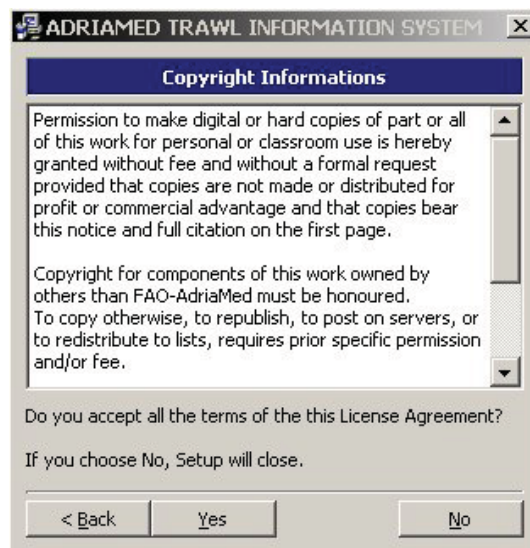 ADRIAMED TRAWL INFORMATION SYSTEM
Copyright Informations
Permission to make digital or hard copies of part or all
of this work for personal or classroom use is hereby
granted without fee and without a formal request
provided that copies are not made or distributed for
profit or commercial advantage and that copies bear
this notice and full citation on the first page.
Copyright for components of this work owned by
others than FAO-AdriaMed must be honoured.
To copy otherwise, to republish, to post on servers, or
to redistribute to lists, requires prior specific permission
and/or fee.
Do you accept all the terms of the this License Agreement?
If you choose No, Setup will close.
< Back Yes No